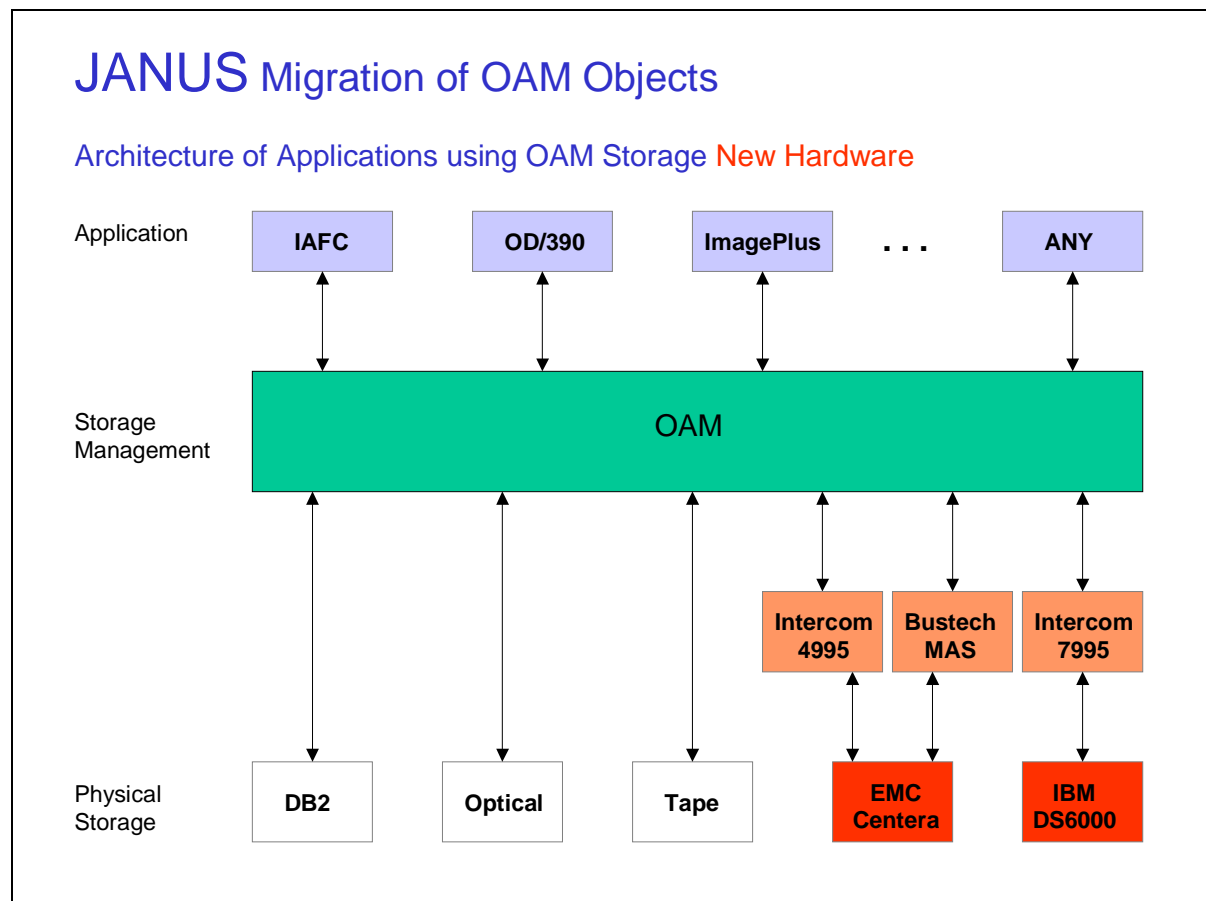 JANUS Migration of OAM Objects
Architecture of Applications using OAM Storage New Hardware
Application
IAFC
OD/390
ImagePlus
. . .
ANY
Storage
Management
OAM
Intercom
4995
Bustech
MAS
Intercom
7995
Physical
Storage
DB2
Optical
Tape
EMC
Centera
IBM
DS6000